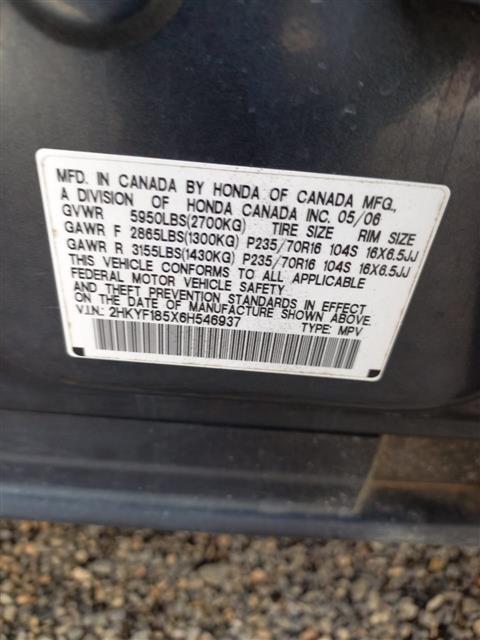 MFD. IN CANADA BY HONDA OF CANADA MFG.,
A DIVISION OF HONDA CANADA INC. 05/06
GVWR 5950LBS(2700KG) TIRE SIZE RIM SIZE
GAWR F 2865LBS(1300KG) P235/70R16 104S 16X6.5JJ
GAWR R 3155LBS(1430KG) P235/70R16 104S 16X6.5JJ
THIS VEHICLE CONFORMS TO ALL APPLICABLE
FEDERAL MOTOR VEHICLE SAFETY
AND THEFT PREVENTION STANDARDS IN EFFECT
ON THE DATE OF MANUFACTURE SHOWN ABOVE.
V.I.N.: 2HKYF185X6H546937 TYPE: MPV